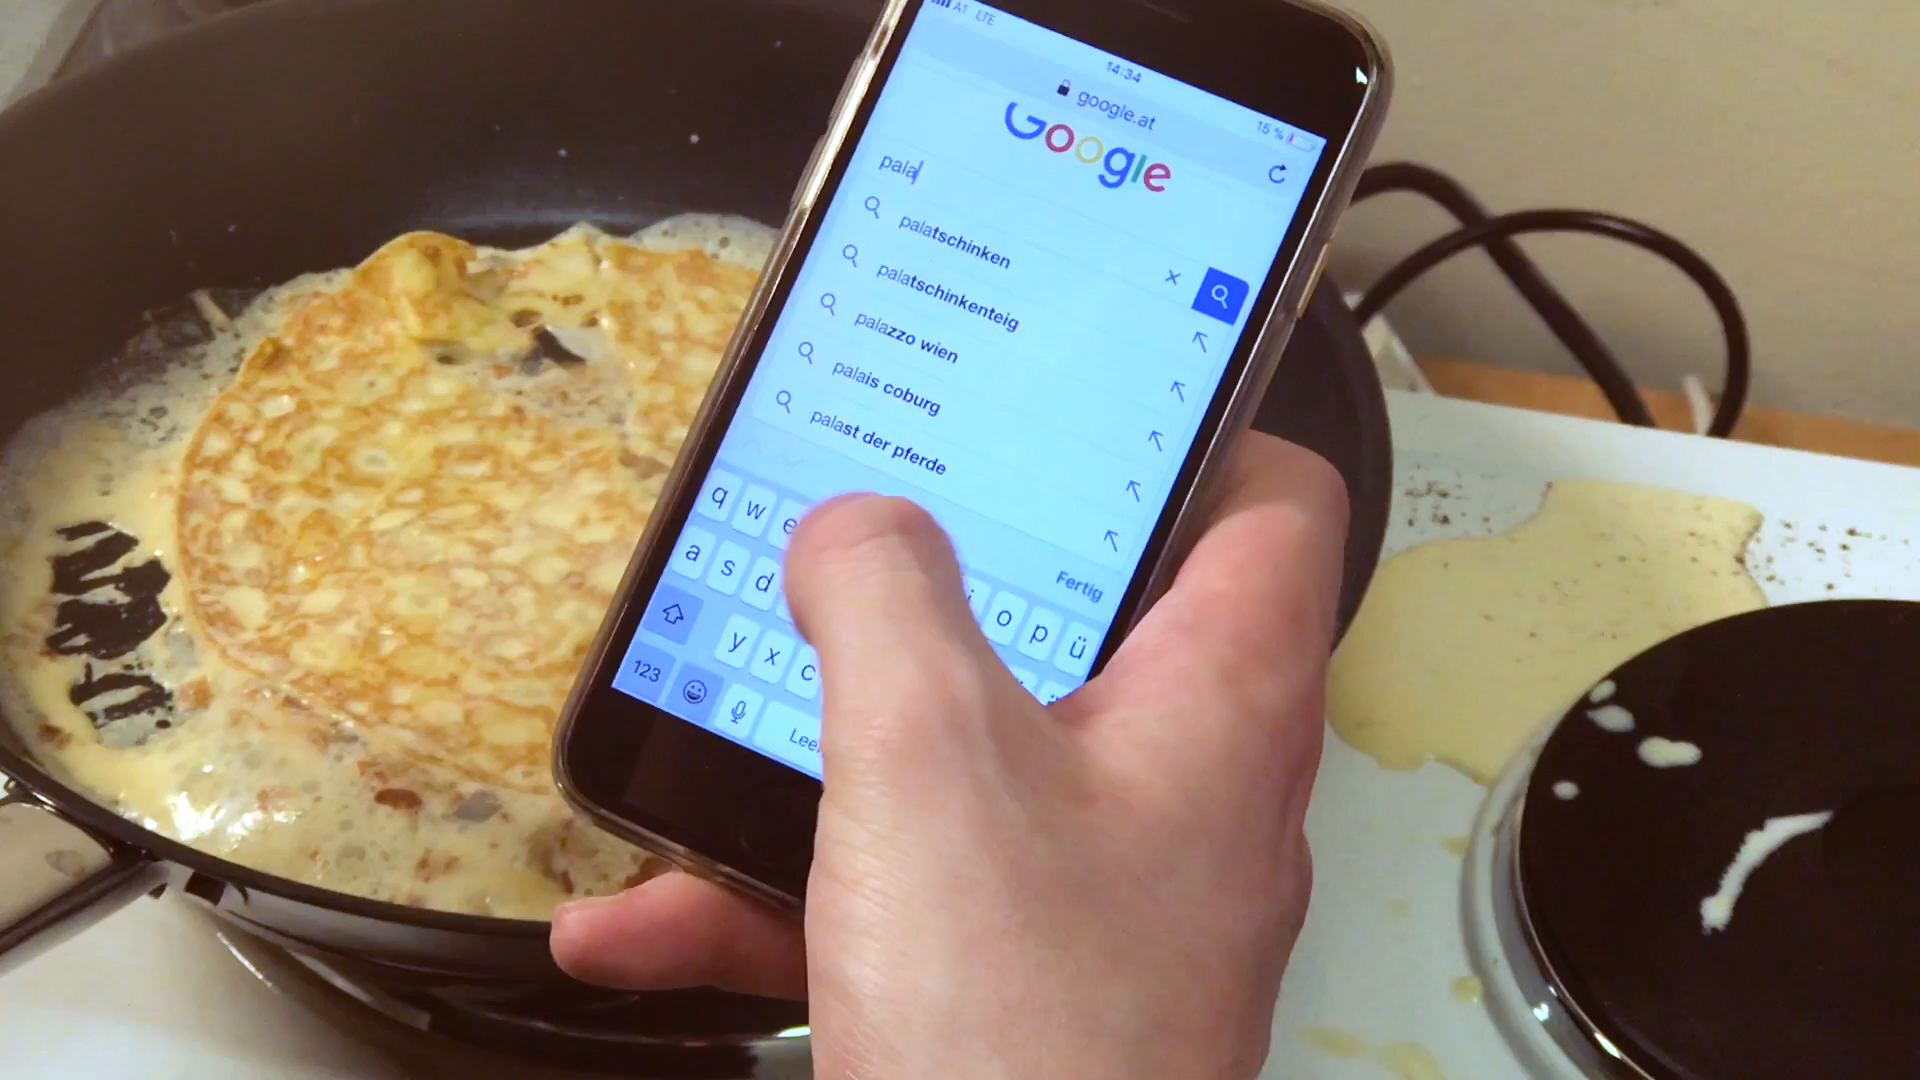 A1 LTE
14:34
15 %
google.at
Google
pala
palatschinken
palatschinkenteig
palazzo wien
palais coburg
palast der pferde
Fertig
q w e
o p ü
a s d
y x c
123